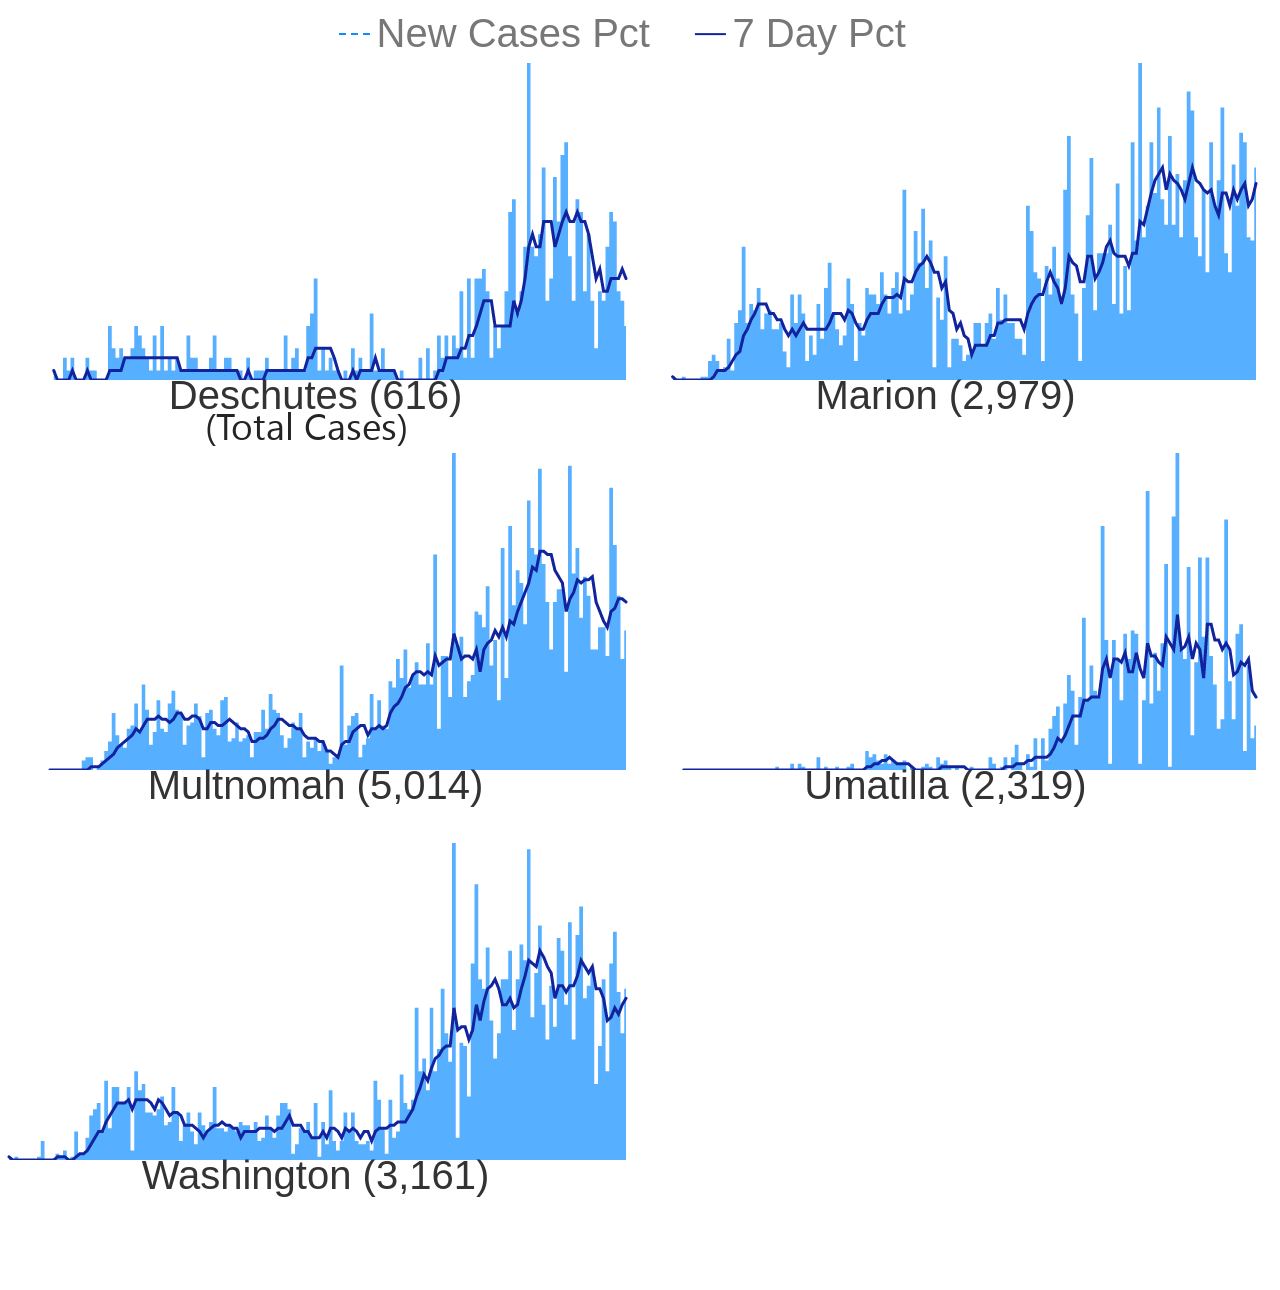 New Cases Pct 7 Day Pct
Deschutes (616) Marion (2,979)
(Total Cases)
Multnomah (5,014) Umatilla (2,319)
Washington (3,161)